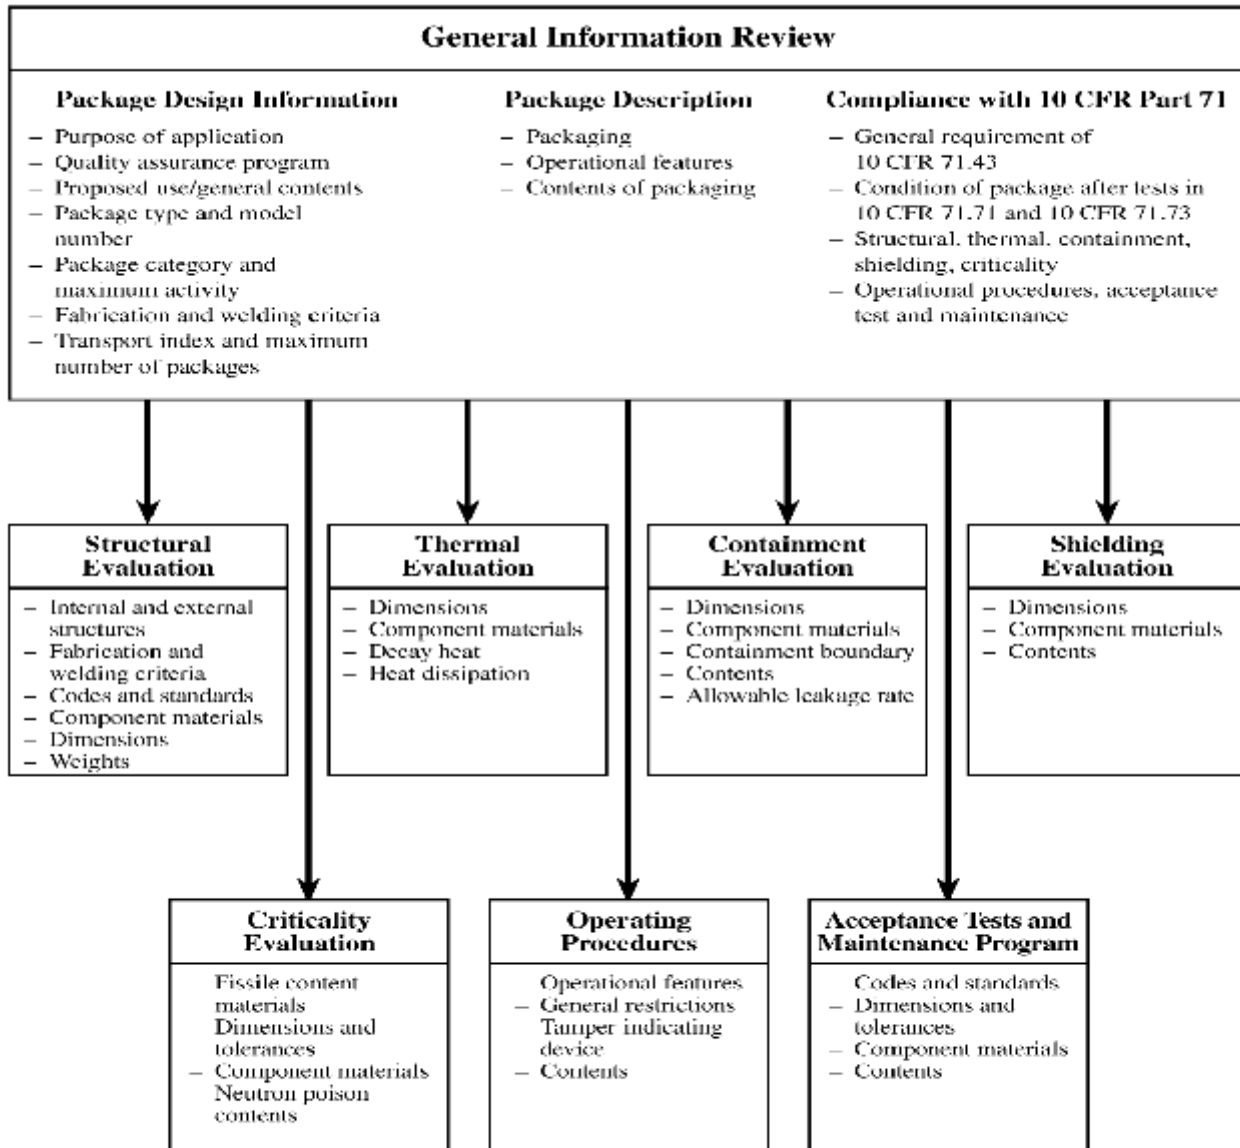 General Information Review
Package Design Information
– Purpose of application
– Quality assurance program
– Proposed use/general contents
– Package type and model
number
– Package category and
maximum activity
– Fabrication and welding criteria
– Transport index and maximum
number of packages
Package Description
– Packaging
– Operational features
– Contents of packaging
Compliance with 10 CFR Part 71
– General requirement of
10 CFR 71.43
– Condition of package after tests in
10 CFR 71.71 and 10 CFR 71.73
– Structural, thermal, containment,
shielding, criticality
– Operational procedures, acceptance
test and maintenance
Structural
Evaluation
– Internal and external
structures
– Fabrication and
welding criteria
– Codes and standards
– Component materials
– Dimensions
– Weights
Thermal
Evaluation
– Dimensions
– Component materials
– Decay heat
– Heat dissipation
Containment
Evaluation
– Dimensions
– Component materials
– Containment boundary
– Contents
– Allowable leakage rate
Shielding
Evaluation
– Dimensions
– Component materials
– Contents
Criticality
Evaluation
Fissile content
materials
Dimensions and
tolerances
– Component materials
Neutron poison
contents
Operating
Procedures
Operational features
– General restrictions
Tamper indicating
device
– Contents
Acceptance Tests and
Maintenance Program
Codes and standards
– Dimensions and
tolerances
– Component materials
– Contents